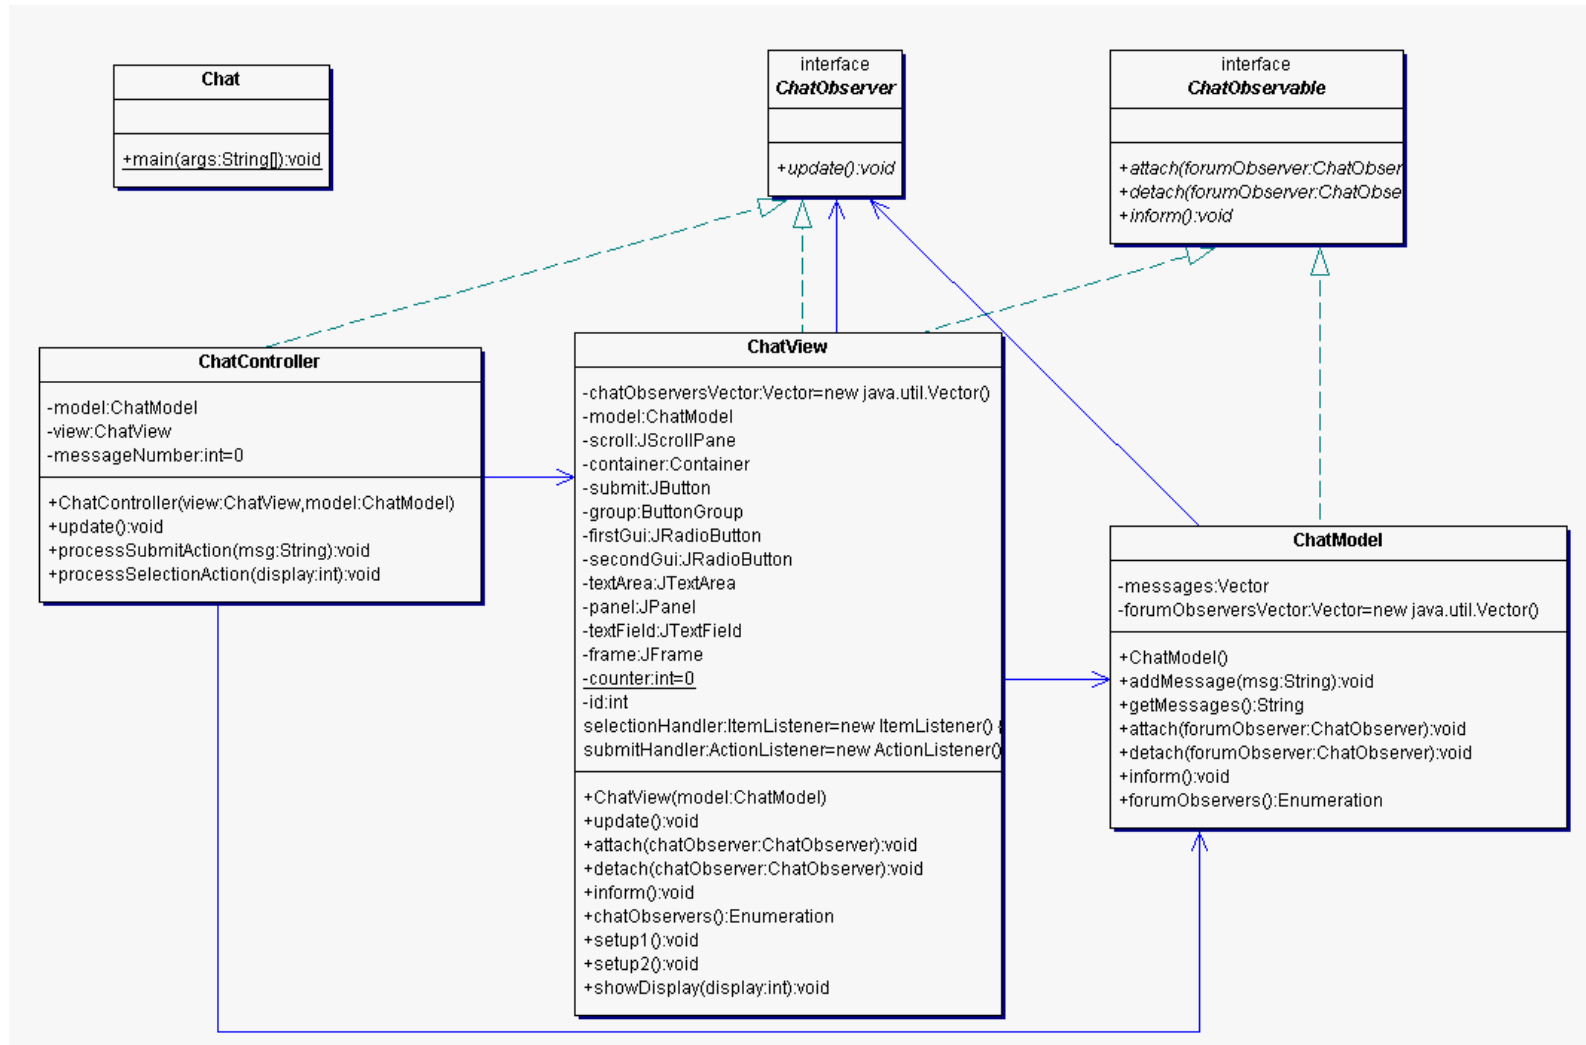 Chat
+main(args:String[]):void
interface
ChatObserver
+update():void
interface
ChatObservable
+attach(forumObserver:ChatObser
+detach(forumObserver:ChatObse
+inform():void
ChatController
-model:ChatModel
-view:ChatView
-messageNumber:int=0
+ChatController(view:ChatView,model:ChatModel)
+update():void
+processSubmitAction(msg:String):void
+processSelectionAction(display:int):void
ChatView
-chatObserversVector:Vector=new java.util.Vector()
-model:ChatModel
-scroll:JScrollPane
-container:Container
-submit:JButton
-group:ButtonGroup
-firstGui:JRadioButton
-secondGui:JRadioButton
-textArea:JTextArea
-panel:JPanel
-textField:JTextField
-frame:JFrame
-counter:int=0
-id:int
selectionHandler:ItemListener=new ItemListener() {
submitHandler:ActionListener=new ActionListener()
+ChatView(model:ChatModel)
+update():void
+attach(chatObserver:ChatObserver):void
+detach(chatObserver:ChatObserver):void
+inform():void
+chatObservers():Enumeration
+setup1():void
+setup2():void
+showDisplay(display:int):void
ChatModel
-messages:Vector
-forumObserversVector:Vector=new java.util.Vector()
+ChatModel()
+addMessage(msg:String):void
+getMessages():String
+attach(forumObserver:ChatObserver):void
+detach(forumObserver:ChatObserver):void
+inform():void
+forumObservers():Enumeration